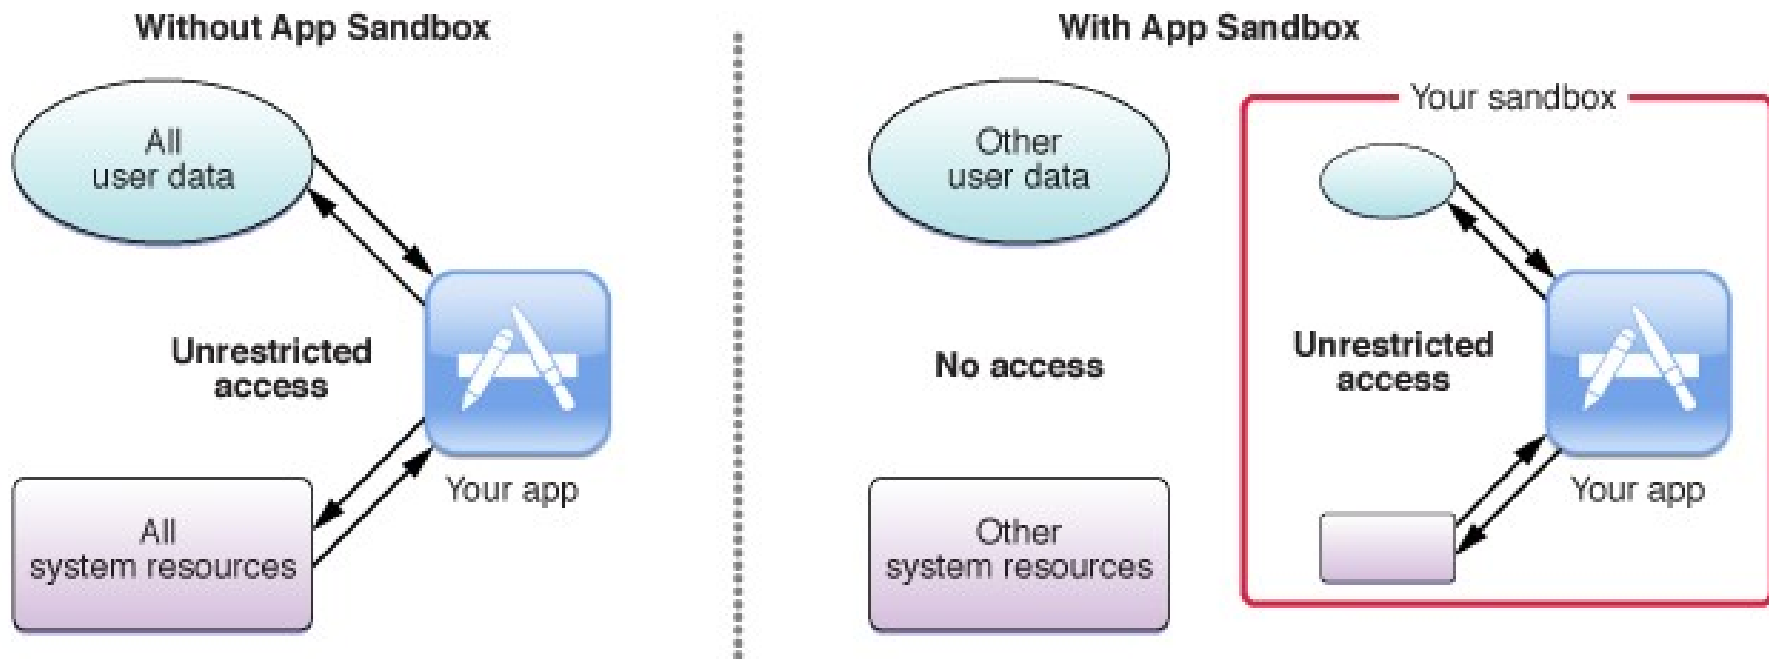 Without App Sandbox
All
user data
Unrestricted
access
Your app
All
system resources
With App Sandbox
Other
user data
No access
Other
system resources
Your sandbox
Unrestricted
access
Your app